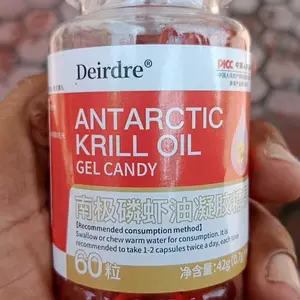 Deirdre®
PICC
ANTARCTIC
KRILL OIL
GEL CANDY
南极磷虾油凝胶糖
【Recommended consumption method】
Swallow or chew warm water for consumption. It is
recommended to take 1-2 capsules twice a day, each
60粒
净含量:42g